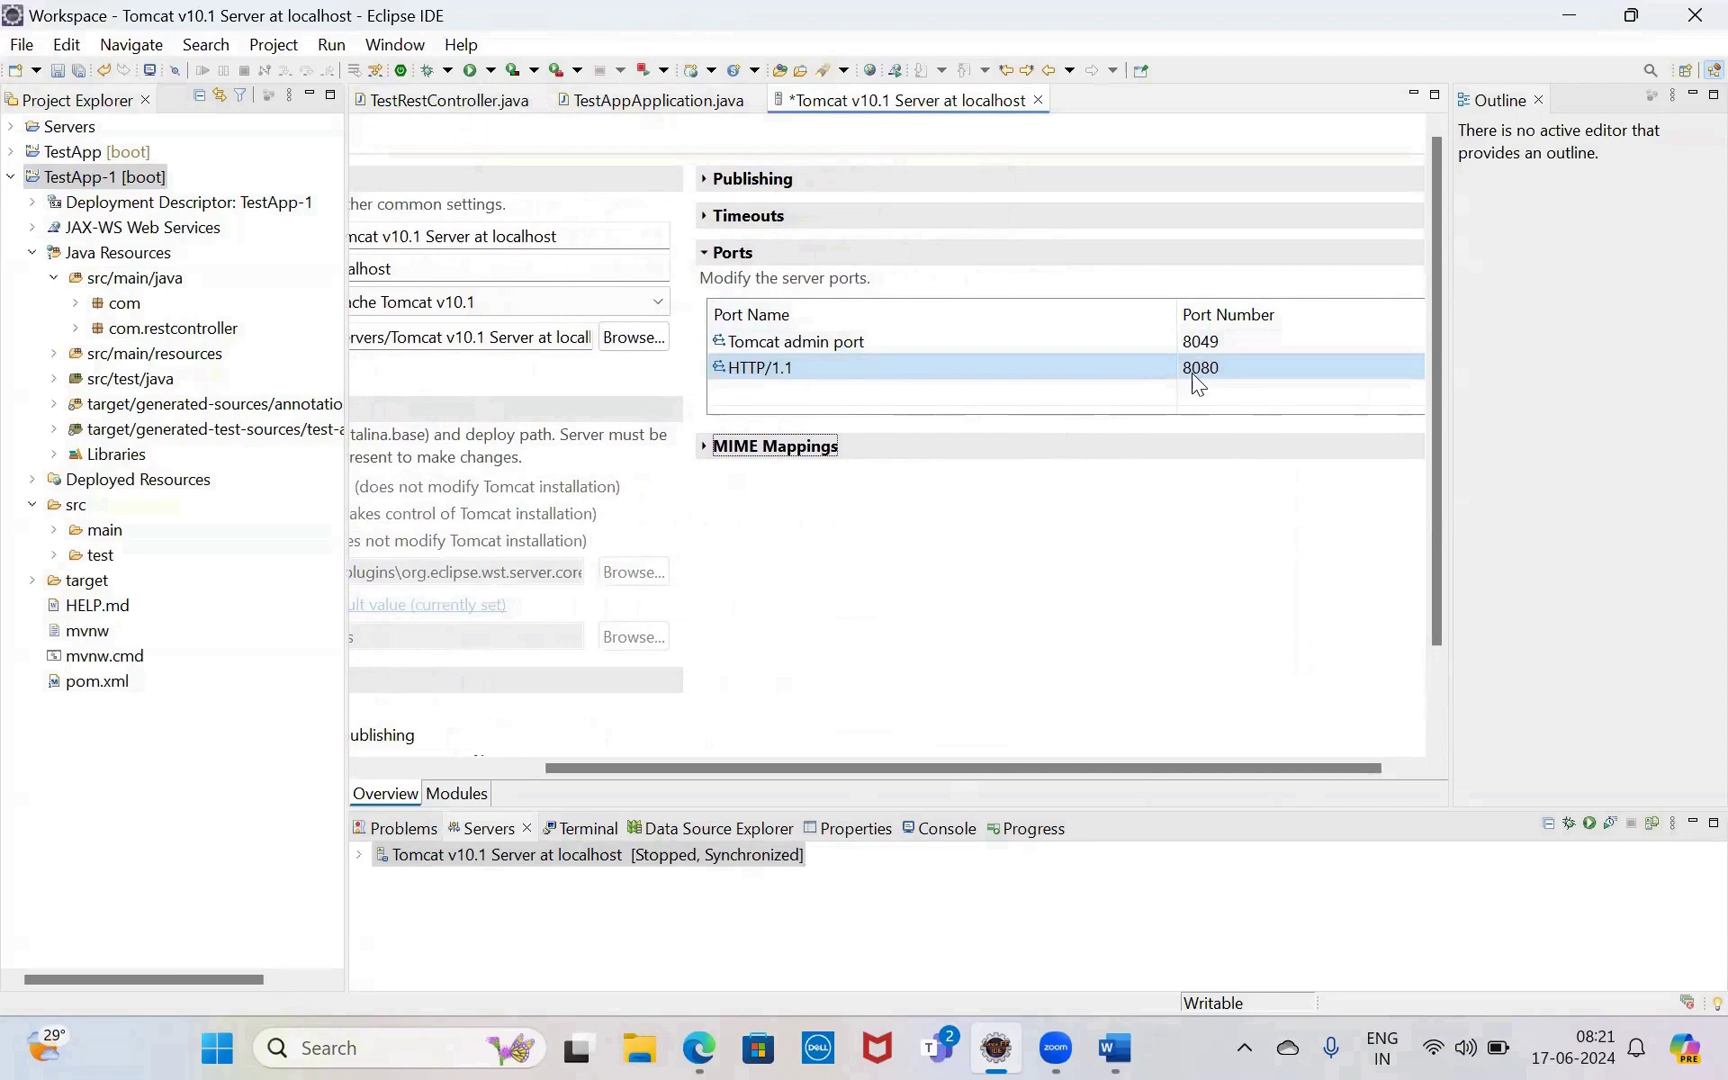 Workspace - Tomcat v10.1 Server at localhost - Eclipse IDE
File Edit Navigate Search Project Run Window Help
Project Explorer
TestRestController.java
TestAppApplication.java
*Tomcat v10.1 Server at localhost
Outline
There is no active editor that
provides an outline.
Servers
TestApp [boot]
TestApp-1 [boot]
Deployment Descriptor: TestApp-1
JAX-WS Web Services
Java Resources
src/main/java
com
com.restcontroller
src/main/resources
src/test/java
target/generated-sources/annotatio
target/generated-test-sources/test-a
Libraries
Deployed Resources
src
main
test
target
HELP.md
mvnw
mvnw.cmd
pom.xml
her common settings.
mcat v10.1 Server at localhost
alhost
che Tomcat v10.1
ervers/Tomcat v10.1 Server at local Browse...
talina.base) and deploy path. Server must be
resent to make changes.
(does not modify Tomcat installation)
akes control of Tomcat installation)
es not modify Tomcat installation)
plugins\org.eclipse.wst.server.core Browse...
ult value (currently set)
s Browse...
ublishing
Publishing
Timeouts
Ports
Modify the server ports.
Port Name Port Number
Tomcat admin port 8049
HTTP/1.1 8080
MIME Mappings
Overview Modules
Problems Servers Terminal Data Source Explorer Properties Console Progress
Tomcat v10.1 Server at localhost [Stopped, Synchronized]
Writable
29°
Search
DELL
2
IDE
zoom
W
ENG
IN
08:21
17-06-2024
PRE